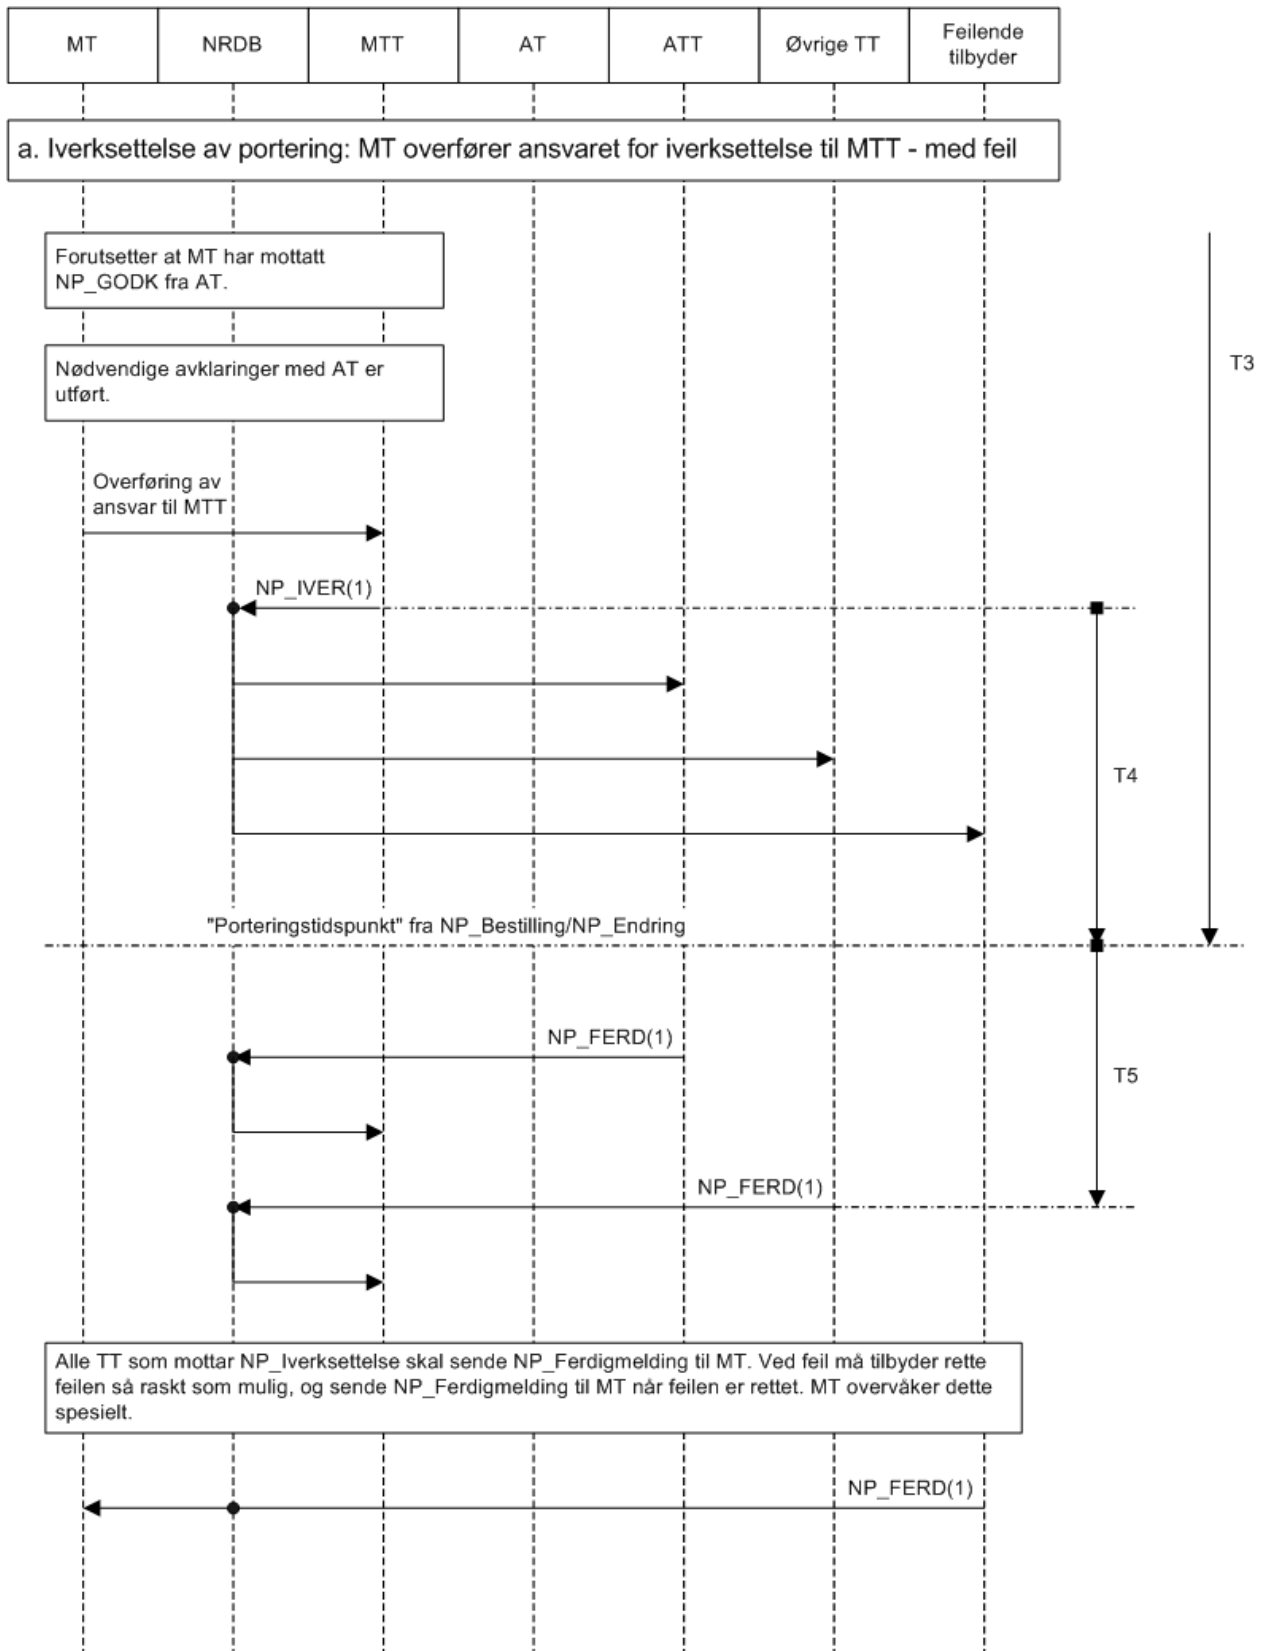 MT
NRDB
MTT
AT
ATT
Øvrige TT
Feilende
tilbyder
a. Iverksettelse av portering: MT overfører ansvaret for iverksettelse til MTT - med feil
Forutsetter at MT har mottatt
NP_GODK fra AT.
Nødvendige avklaringer med AT er
utført.
T3
Overføring av
ansvar til MTT
NP_IVER(1)
T4
"Porteringstidspunkt" fra NP_Bestilling/NP_Endring
NP_FERD(1)
T5
NP_FERD(1)
Alle TT som mottar NP_Iverksettelse skal sende NP_Ferdigmelding til MT. Ved feil må tilbyder rette
feilen så raskt som mulig, og sende NP_Ferdigmelding til MT når feilen er rettet. MT overvåker dette
spesielt.
NP_FERD(1)